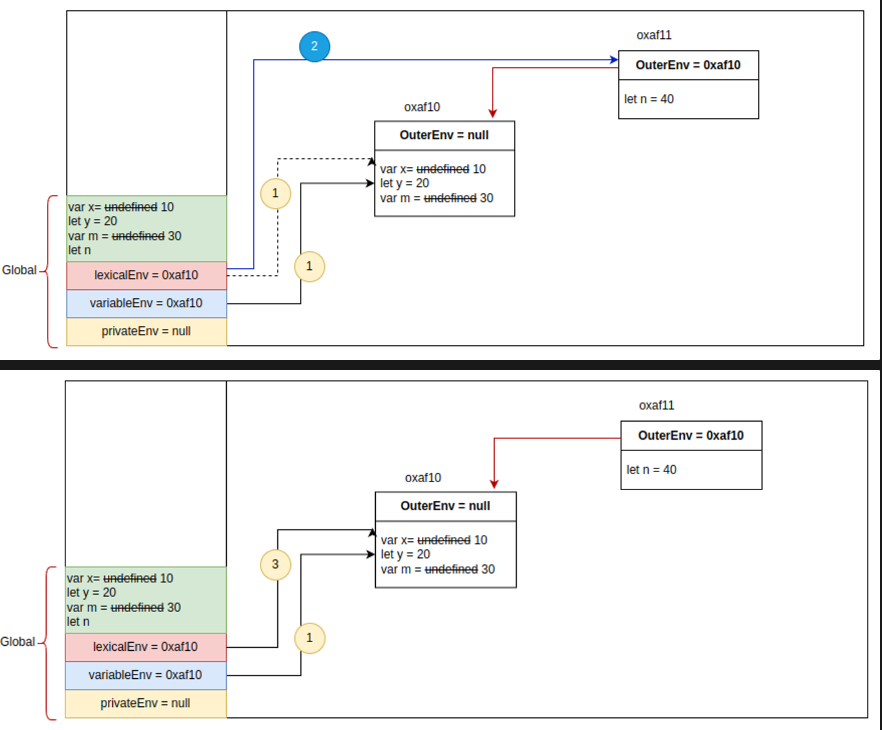 2
oxaf11
OuterEnv = 0xaf10
let n = 40
oxaf10
OuterEnv = null
var x= undefined 10
let y = 20
var m = undefined 30
1
1
Global
var x= undefined 10
let y = 20
var m = undefined 30
let n
lexicalEnv = 0xaf10
variableEnv = 0xaf10
privateEnv = null
oxaf11
OuterEnv = 0xaf10
let n = 40
oxaf10
OuterEnv = null
var x= undefined 10
let y = 20
var m = undefined 30
3
1
Global
var x= undefined 10
let y = 20
var m = undefined 30
let n
lexicalEnv = 0xaf10
variableEnv = 0xaf10
privateEnv = null